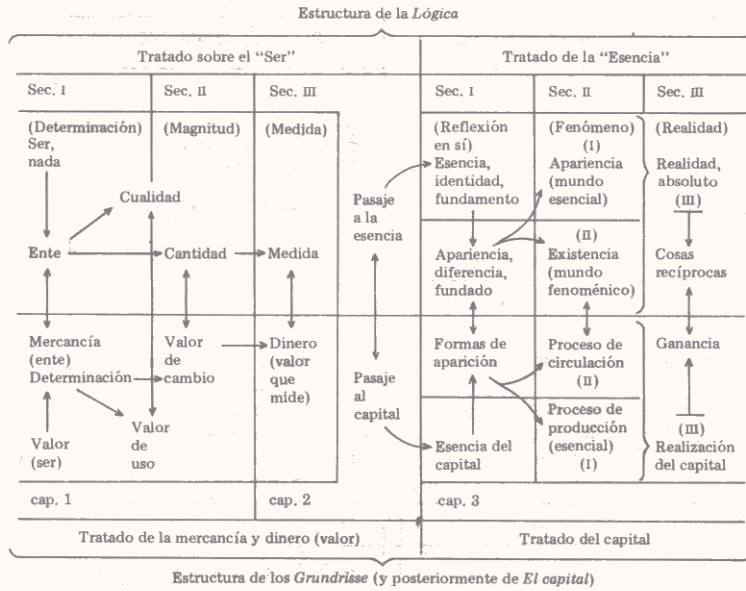 Estructura de la Lógica
Tratado sobre el "Ser"
Tratado de la "Esencia"
Sec. I
Sec. II
Sec. III
Sec. I
Sec. II
Sec. III
(Determinación)
Ser,
nada
(Magnitud)
(Medida)
Cualidad
Ente
Cantidad
Medida
Pasaje
a la
esencia
(Reflexión
en sí)
Esencia,
identidad,
fundamento
(Fenómeno)
(I)
Apariencia
(mundo
esencial)
(Realidad)
Realidad,
absoluto
(III)
Apariencia,
diferencia,
fundado
(II)
Existencia
(mundo
fenoménico)
Cosas
recíprocas
Mercancía
(ente)
Determinación
Valor
de
cambio
Dinero
(valor
que
mide)
Valor
(ser)
Valor
de
uso
Pasaje
al
capital
Formas de
aparición
Proceso de
circulación
(II)
Ganancia
Esencia del
capital
Proceso de
producción
(esencial)
(I)
(III)
Realización
del capital
cap. 1
cap. 2
cap. 3
Tratado de la mercancía y dinero (valor)
Tratado del capital
Estructura de los Grundrisse (y posteriormente de El capital)